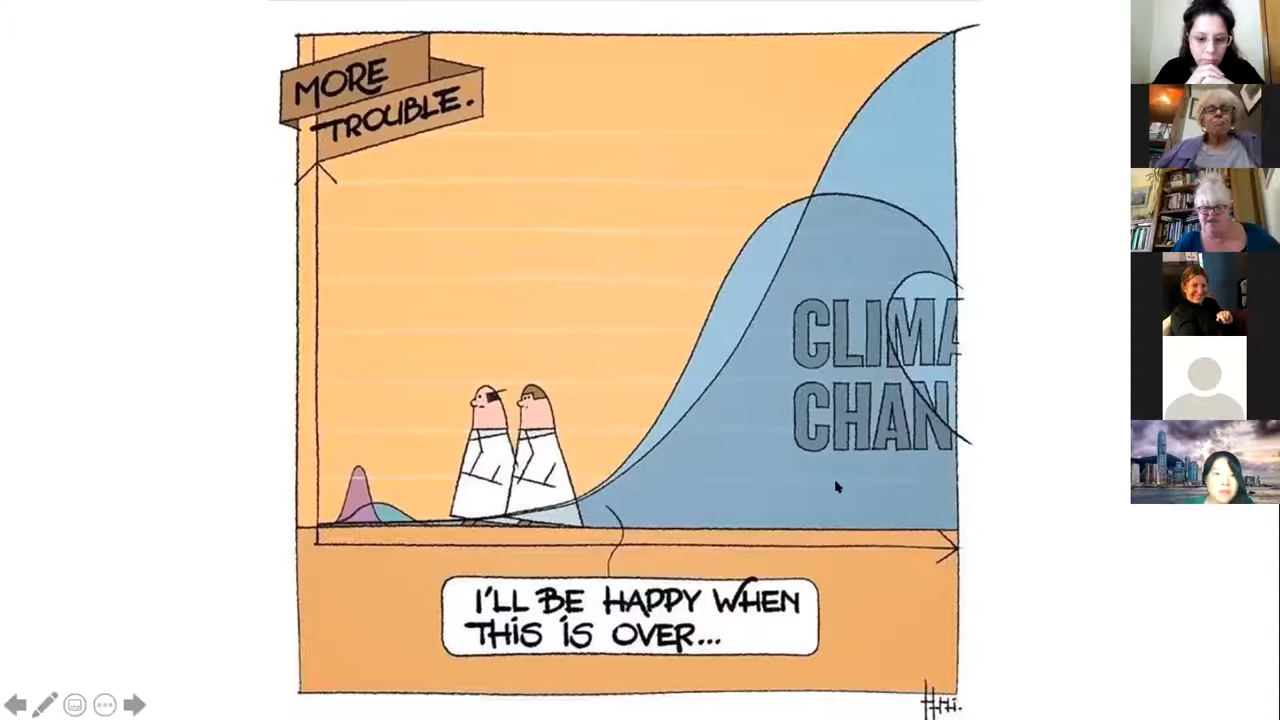 MORE
TROUBLE.
CLIMA
CHAN
I'LL BE HAPPY WHEN
THIS IS OVER...